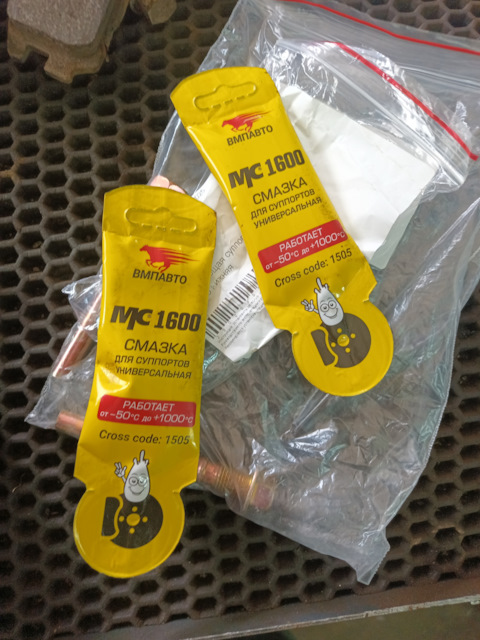 ВМПАВТО
МС 1600
СМАЗКА
ДЛЯ СУППОРТОВ
УНИВЕРСАЛЬНАЯ
РАБОТАЕТ
от -50°С до +1000°С
Cross code: 1505
ВМПАВТО
МС 1600
СМАЗКА
ДЛЯ СУППОРТОВ
УНИВЕРСАЛЬНАЯ
РАБОТАЕТ
от -50°С до +1000°С
Cross code: 1505